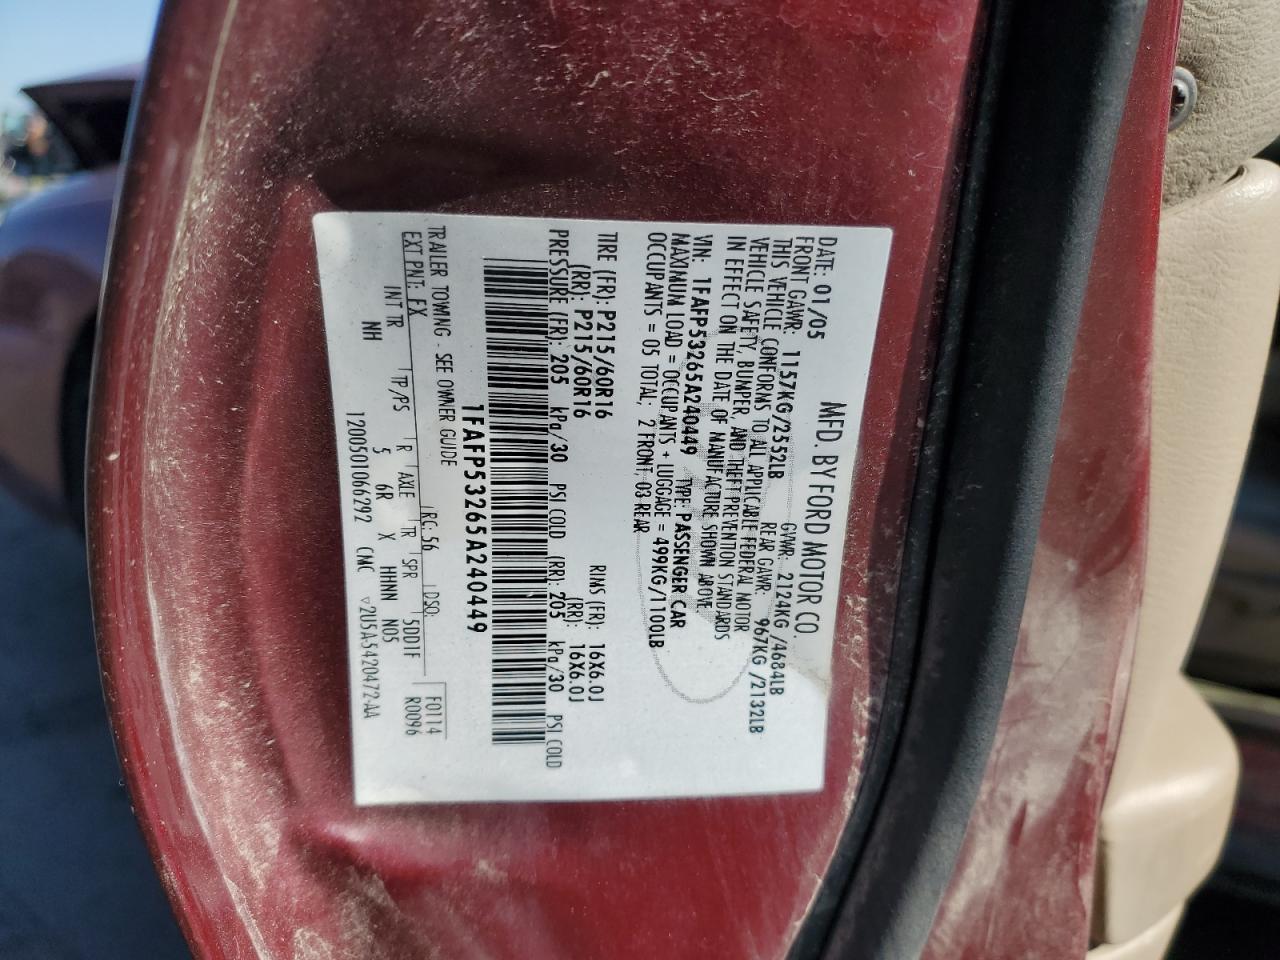 MFD. BY FORD MOTOR CO.
DATE: 01/05 GVWR: 2124KG/4684LB
FRONT GAWR: 1157KG/2552LB REAR GAWR: 967KG/2132LB
THIS VEHICLE CONFORMS TO ALL APPLICABLE FEDERAL MOTOR
VEHICLE SAFETY, BUMPER, AND THEFT PREVENTION STANDARDS
IN EFFECT ON THE DATE OF MANUFACTURE SHOWN ABOVE.
VIN: 1FAFP53265A240449 TYPE: PASSENGER CAR
MAXIMUM LOAD = OCCUPANTS + LUGGAGE = 499KG/1100LB
OCCUPANTS = 05 TOTAL; 2 FRONT, 03 REAR
TIRE (FR): P215/60R16 RIMS (FR): 16X6.0J
(RR): P215/60R16 (RR): 16X6.0J
PRESSURE (FR): 205 kPa/30 PSI COLD (RR): 205 kPa/30 PSI COLD
1FAFP53265A240449
TRAILER TOWING - SEE OWNER GUIDE
EXT PNT: FX RC: 56 DSO: F0114
INT TR TP/PS R AXLE TR SPR 5DD1F R0096
NH 5 6R X HHNN N05
1200501066792 CMC ▽2U5A-5420472-AA